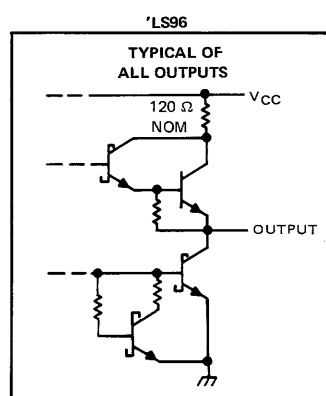 'LS96
TYPICAL OF
ALL OUTPUTS
VCC
120 Ω
NOM
OUTPUT